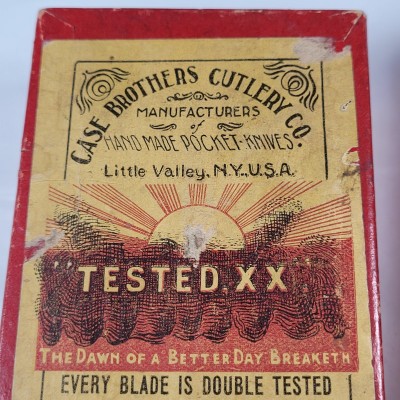 CASE BROTHERS CUTLERY CO.
MANUFACTURERS
of
HAND MADE POCKET-KNIVES.
Little Valley, N.Y., U.S.A.
"TESTED.XX"
THE DAWN OF A BETTER DAY BREAKETH
EVERY BLADE IS DOUBLE TESTED